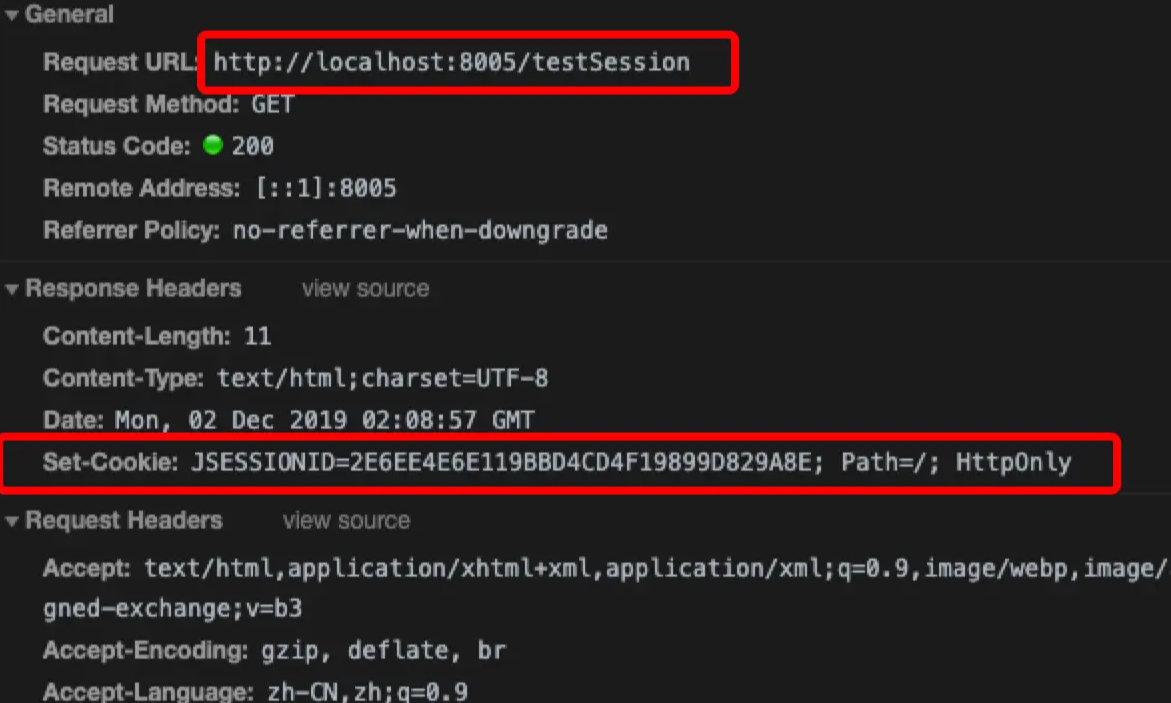 General
Request URL: http://localhost:8005/testSession
Request Method: GET
Status Code: 200
Remote Address: [::1]:8005
Referrer Policy: no-referrer-when-downgrade
Response Headers view source
Content-Length: 11
Content-Type: text/html;charset=UTF-8
Date: Mon, 02 Dec 2019 02:08:57 GMT
Set-Cookie: JSESSIONID=2E6EE4E6E119BBD4CD4F19899D829A8E; Path=/; HttpOnly
Request Headers view source
Accept: text/html,application/xhtml+xml,application/xml;q=0.9,image/webp,image/
gned-exchange;v=b3
Accept-Encoding: gzip, deflate, br
Accept-Language: zh-CN,zh;q=0.9